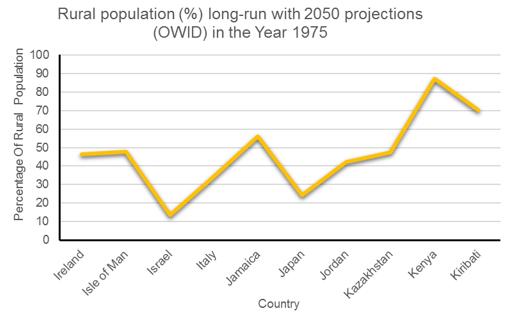 Rural population (%) long-run with 2050 projections
(OWID) in the Year 1975
Percentage Of Rural Population
100
90
80
70
60
50
40
30
20
10
0
Ireland
Isle of Man
Israel
Italy
Jamaica
Japan
Jordan
Kazakhstan
Kenya
Kiribati
Country